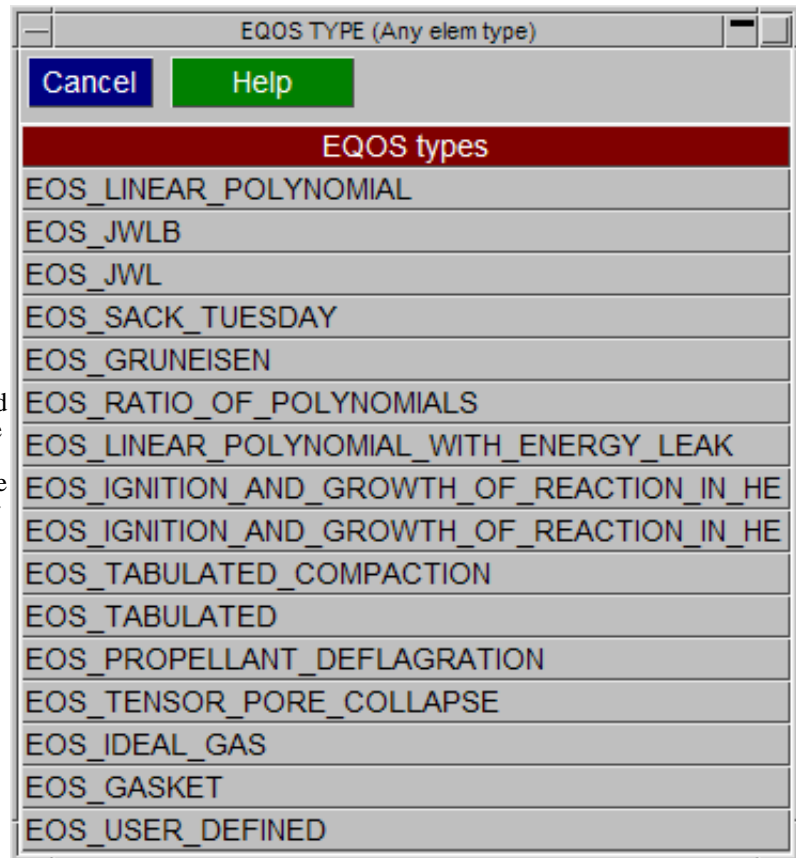 EQOS TYPE (Any elem type)
Cancel Help
EQOS types
EOS_LINEAR_POLYNOMIAL
EOS_JWLB
EOS_JWL
EOS_SACK_TUESDAY
EOS_GRUNEISEN
EOS_RATIO_OF_POLYNOMIALS
EOS_LINEAR_POLYNOMIAL_WITH_ENERGY_LEAK
EOS_IGNITION_AND_GROWTH_OF_REACTION_IN_HE
EOS_IGNITION_AND_GROWTH_OF_REACTION_IN_HE
EOS_TABULATED_COMPACTION
EOS_TABULATED
EOS_PROPELLANT_DEFLAGRATION
EOS_TENSOR_PORE_COLLAPSE
EOS_IDEAL_GAS
EOS_GASKET
EOS_USER_DEFINED